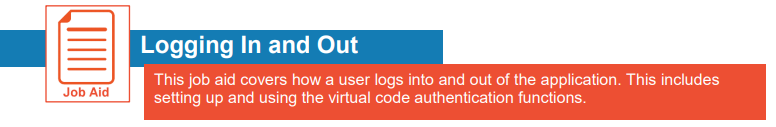 Logging In and Out
Job Aid
This job aid covers how a user logs into and out of the application. This includes
setting up and using the virtual code authentication functions.